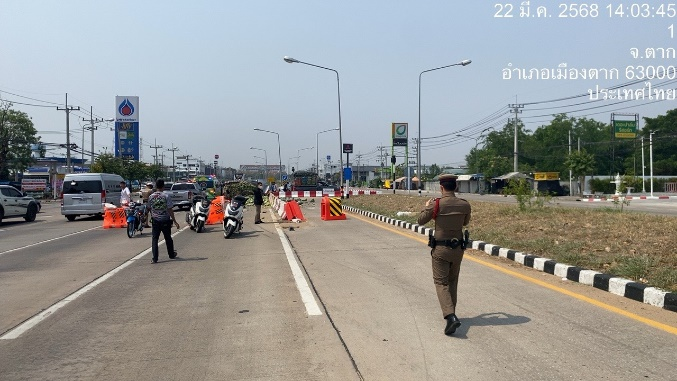 22 มี.ค. 2568 14:03:45
1
จ.ตาก
อำเภอเมืองตาก 63000
ประเทศไทย